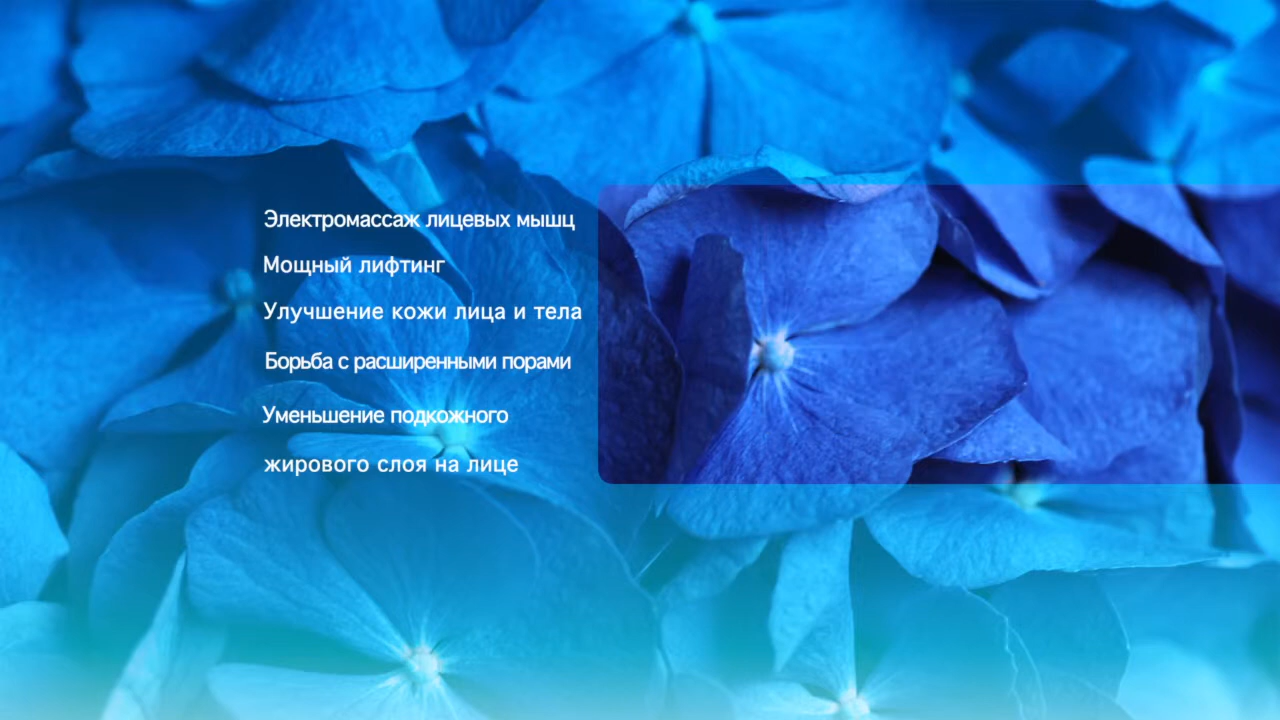 Электромассаж лицевых мышц
Мощный лифтинг
Улучшение кожи лица и тела
Борьба с расширенными порами
Уменьшение подкожного
жирового слоя на лице